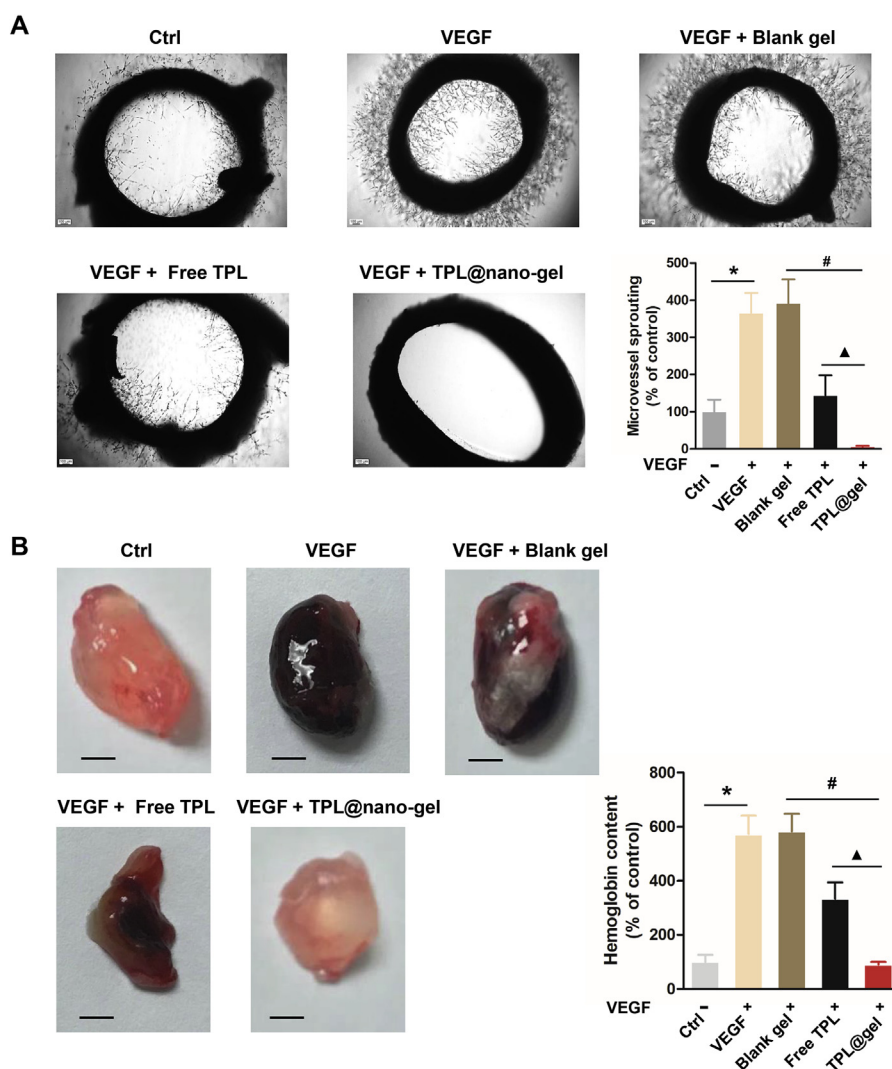 A
Ctrl
VEGF
VEGF + Blank gel
VEGF + Free TPL
VEGF + TPL@nano-gel
Microvessel sprouting
(% of control)
500
400
300
200
100
0
*
#
▲
VEGF - + + + +
Ctrl
VEGF
Blank gel
Free TPL
TPL@gel
B
Ctrl
VEGF
VEGF + Blank gel
VEGF + Free TPL
VEGF + TPL@nano-gel
Hemoglobin content
(% of control)
800
600
400
200
0
*
#
▲
VEGF - + + + +
Ctrl
VEGF
Blank gel
Free TPL
TPL@gel